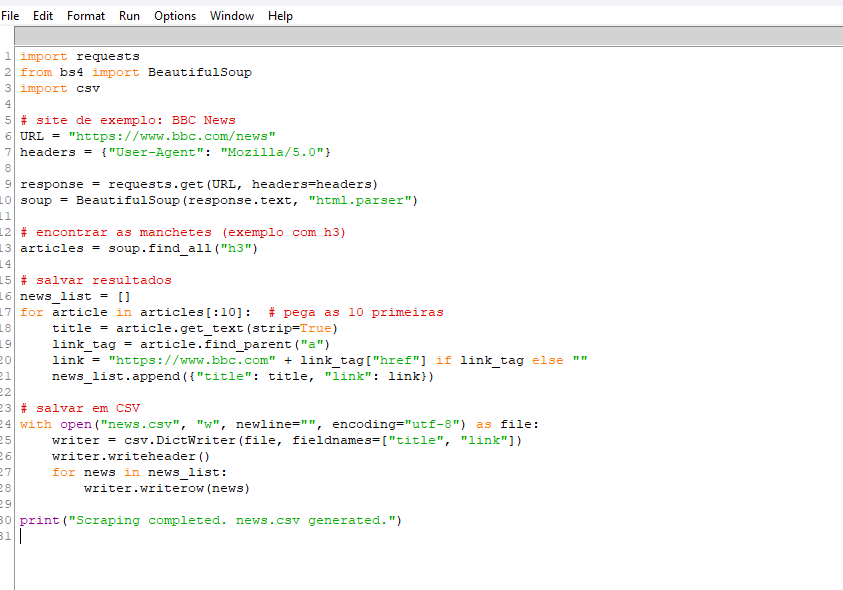 File Edit Format Run Options Window Help
1 import requests
2 from bs4 import BeautifulSoup
3 import csv
4
5 # site de exemplo: BBC News
6 URL = "https://www.bbc.com/news"
7 headers = {"User-Agent": "Mozilla/5.0"}
8
9 response = requests.get(URL, headers=headers)
10 soup = BeautifulSoup(response.text, "html.parser")
11
12 # encontrar as manchetes (exemplo com h3)
13 articles = soup.find_all("h3")
14
15 # salvar resultados
16 news_list = []
17 for article in articles[:10]:  # pega as 10 primeiras
18     title = article.get_text(strip=True)
19     link_tag = article.find_parent("a")
20     link = "https://www.bbc.com" + link_tag["href"] if link_tag else ""
21     news_list.append({"title": title, "link": link})
22
23 # salvar em CSV
24 with open("news.csv", "w", newline="", encoding="utf-8") as file:
25     writer = csv.DictWriter(file, fieldnames=["title", "link"])
26     writer.writeheader()
27     for news in news_list:
28         writer.writerow(news)
29
30 print("Scraping completed. news.csv generated.")
31